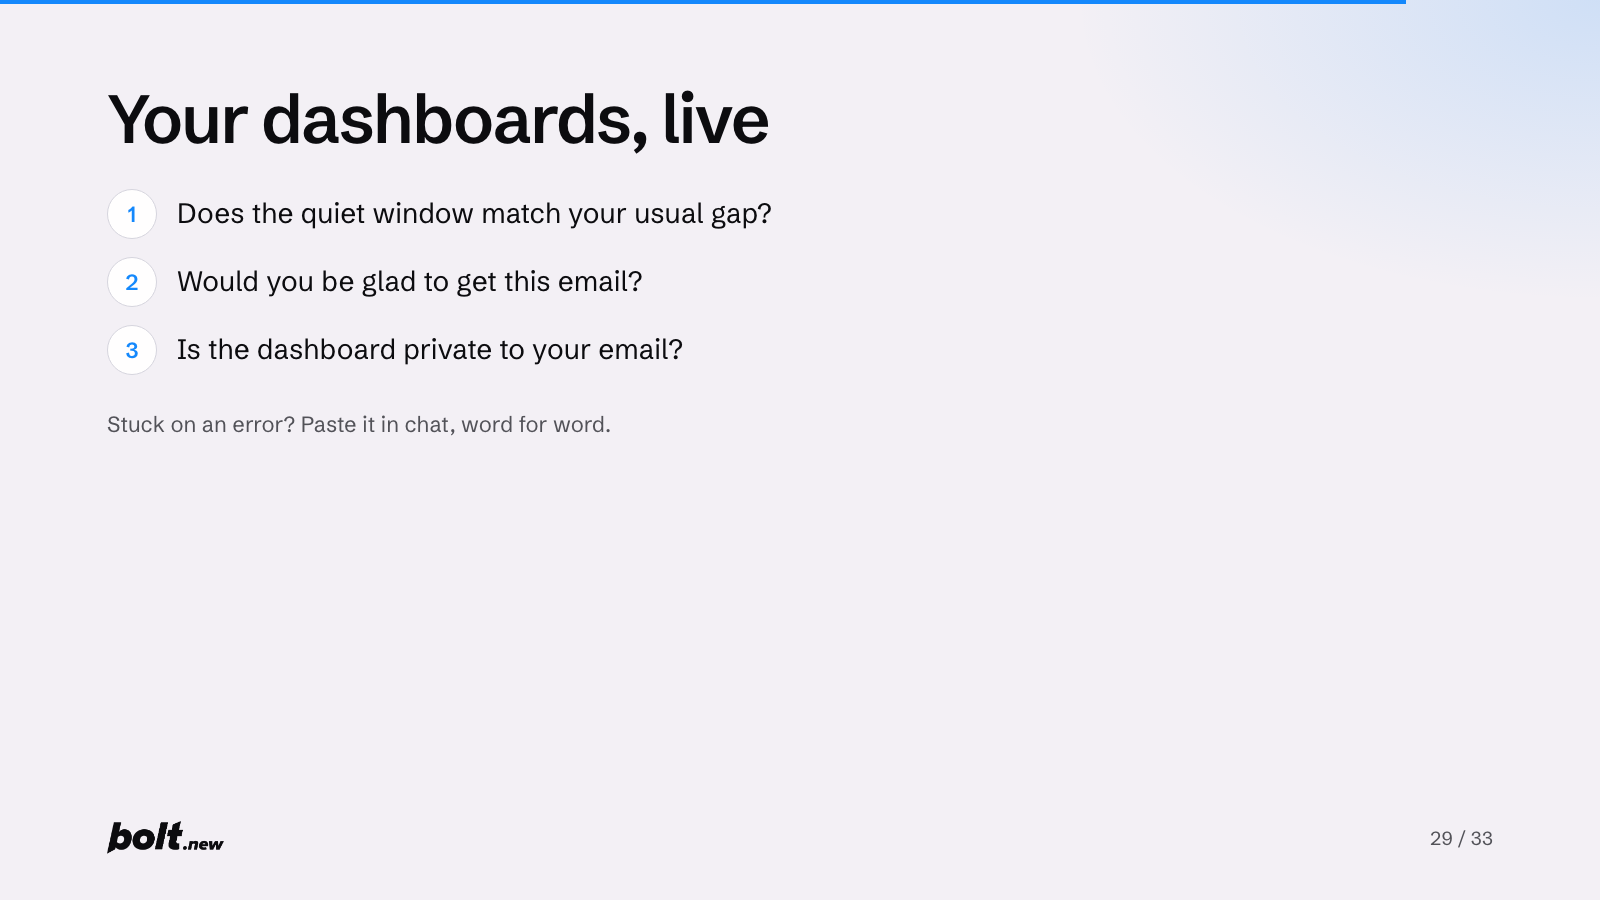 Your dashboards, live
1 Does the quiet window match your usual gap?
2 Would you be glad to get this email?
3 Is the dashboard private to your email?
Stuck on an error? Paste it in chat, word for word.
bolt.new
29 / 33